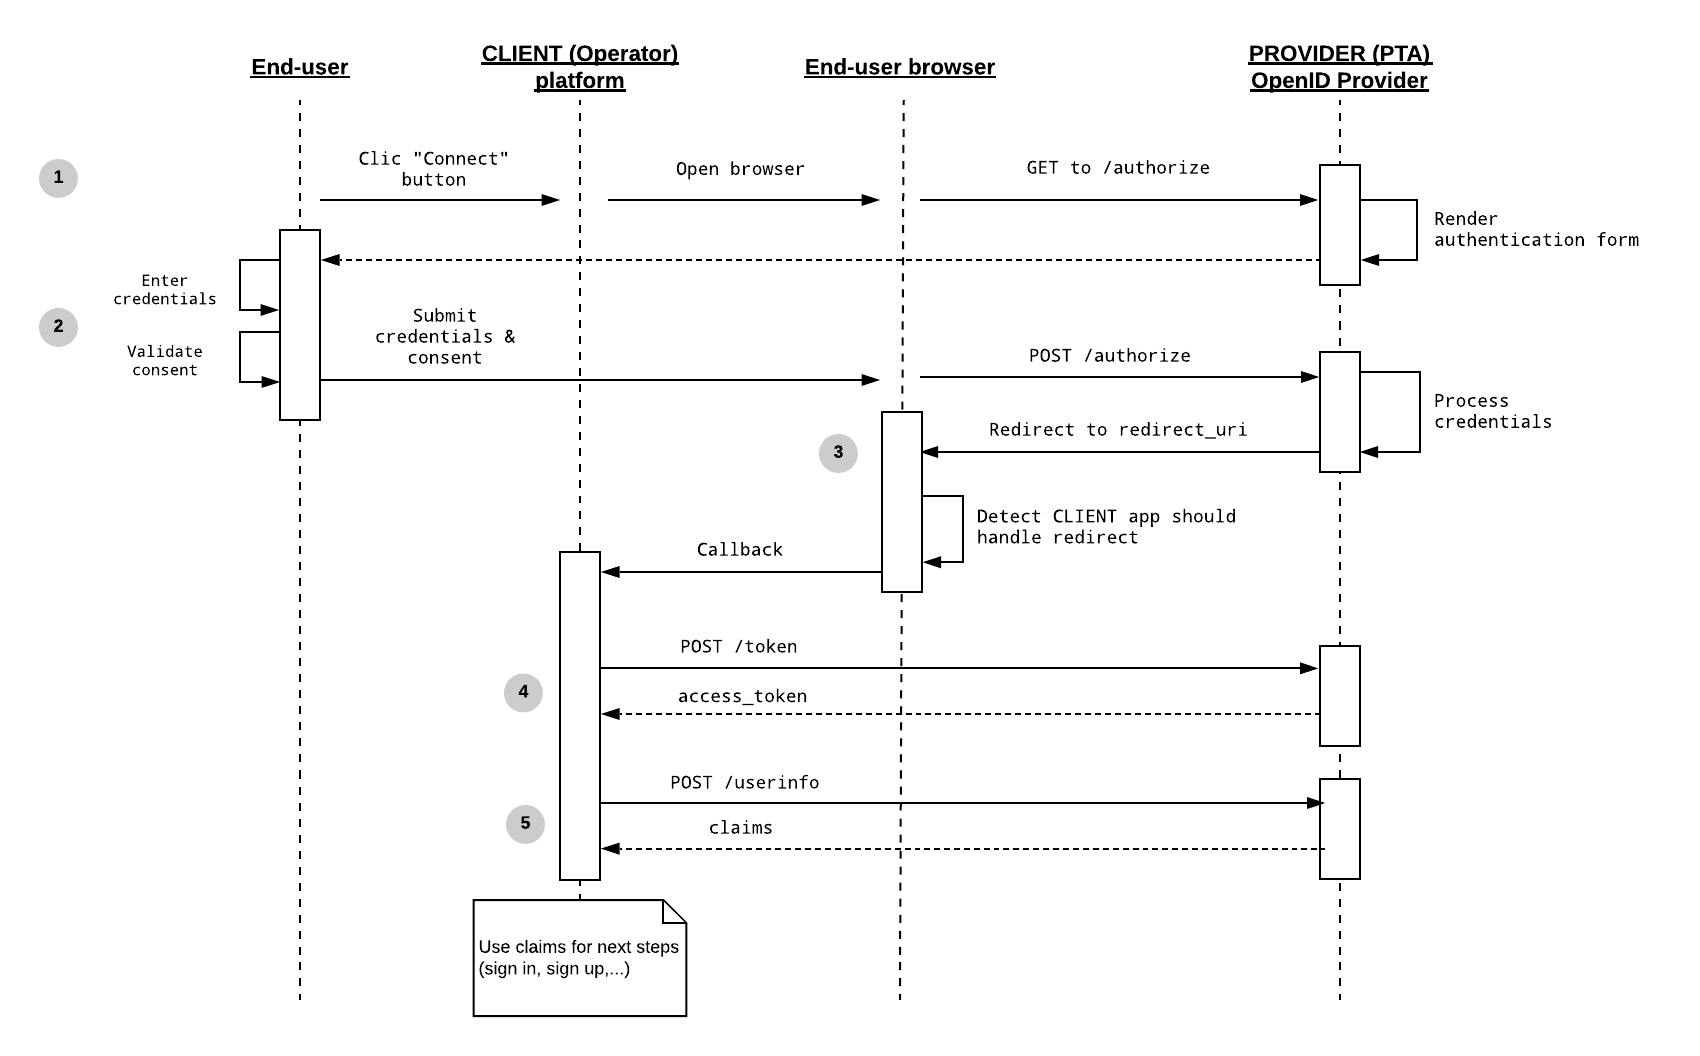 End-user
CLIENT (Operator)
platform
End-user browser
PROVIDER (PTA)
OpenID Provider
1
Clic "Connect"
button
Open browser
GET to /authorize
Render
authentication form
Enter
credentials
2
Validate
consent
Submit
credentials &
consent
POST /authorize
Process
credentials
Redirect to redirect_uri
3
Detect CLIENT app should
handle redirect
Callback
POST /token
4
access_token
POST /userinfo
5
claims
Use claims for next steps
(sign in, sign up,...)